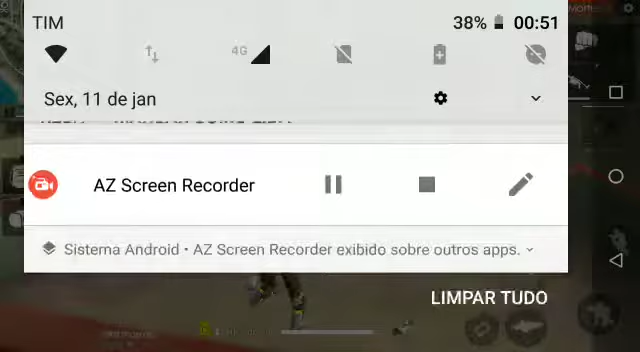 TIM
38% 00:51
4G
Sex, 11 de jan
AZ Screen Recorder
Sistema Android • AZ Screen Recorder exibido sobre outros apps.
LIMPAR TUDO